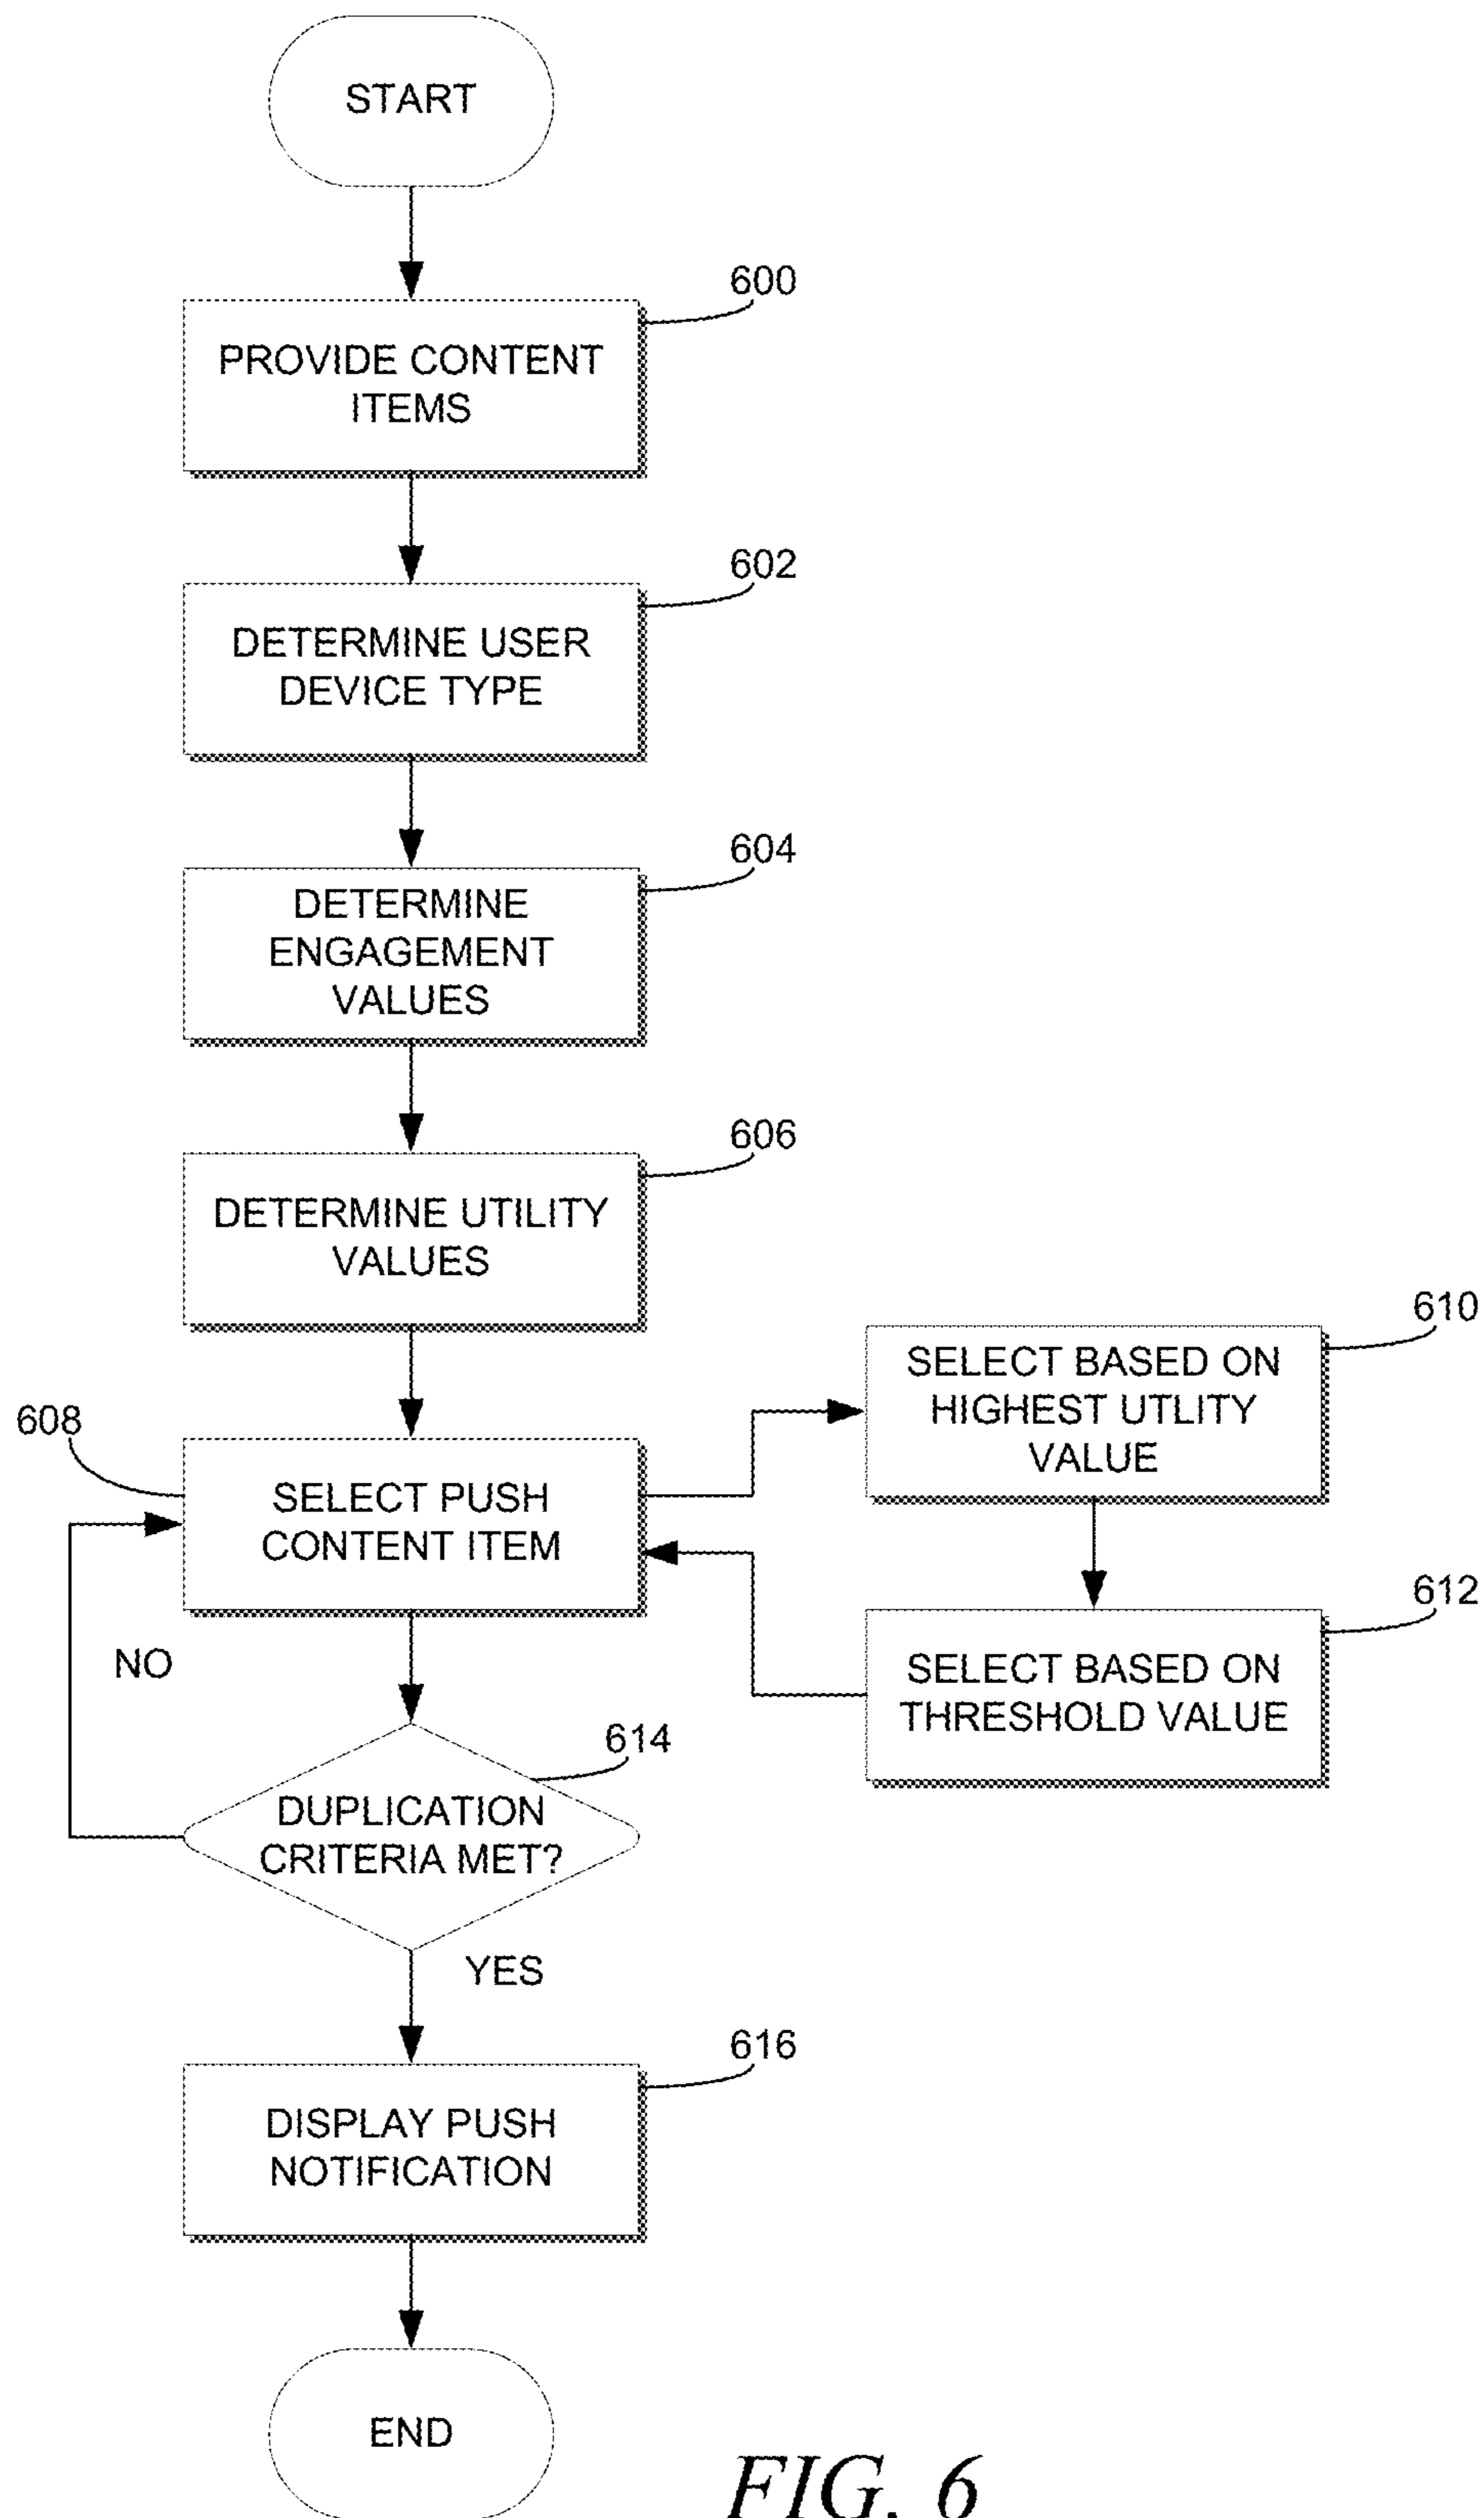 START
600
PROVIDE CONTENT
ITEMS
602
DETERMINE USER
DEVICE TYPE
604
DETERMINE
ENGAGEMENT
VALUES
606
DETERMINE UTILITY
VALUES
608
SELECT PUSH
CONTENT ITEM
610
SELECT BASED ON
HIGHEST UTLITY
VALUE
612
SELECT BASED ON
THRESHOLD VALUE
NO
614
DUPLICATION
CRITERIA MET?
YES
616
DISPLAY PUSH
NOTIFICATION
END
FIG. 6